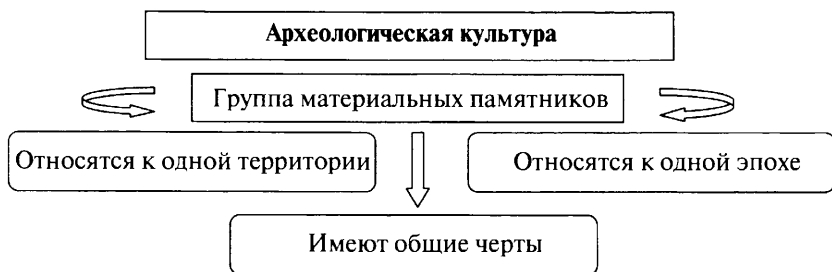 Археологическая культура
Группа материальных памятников
Относятся к одной территории
Относятся к одной эпохе
Имеют общие черты